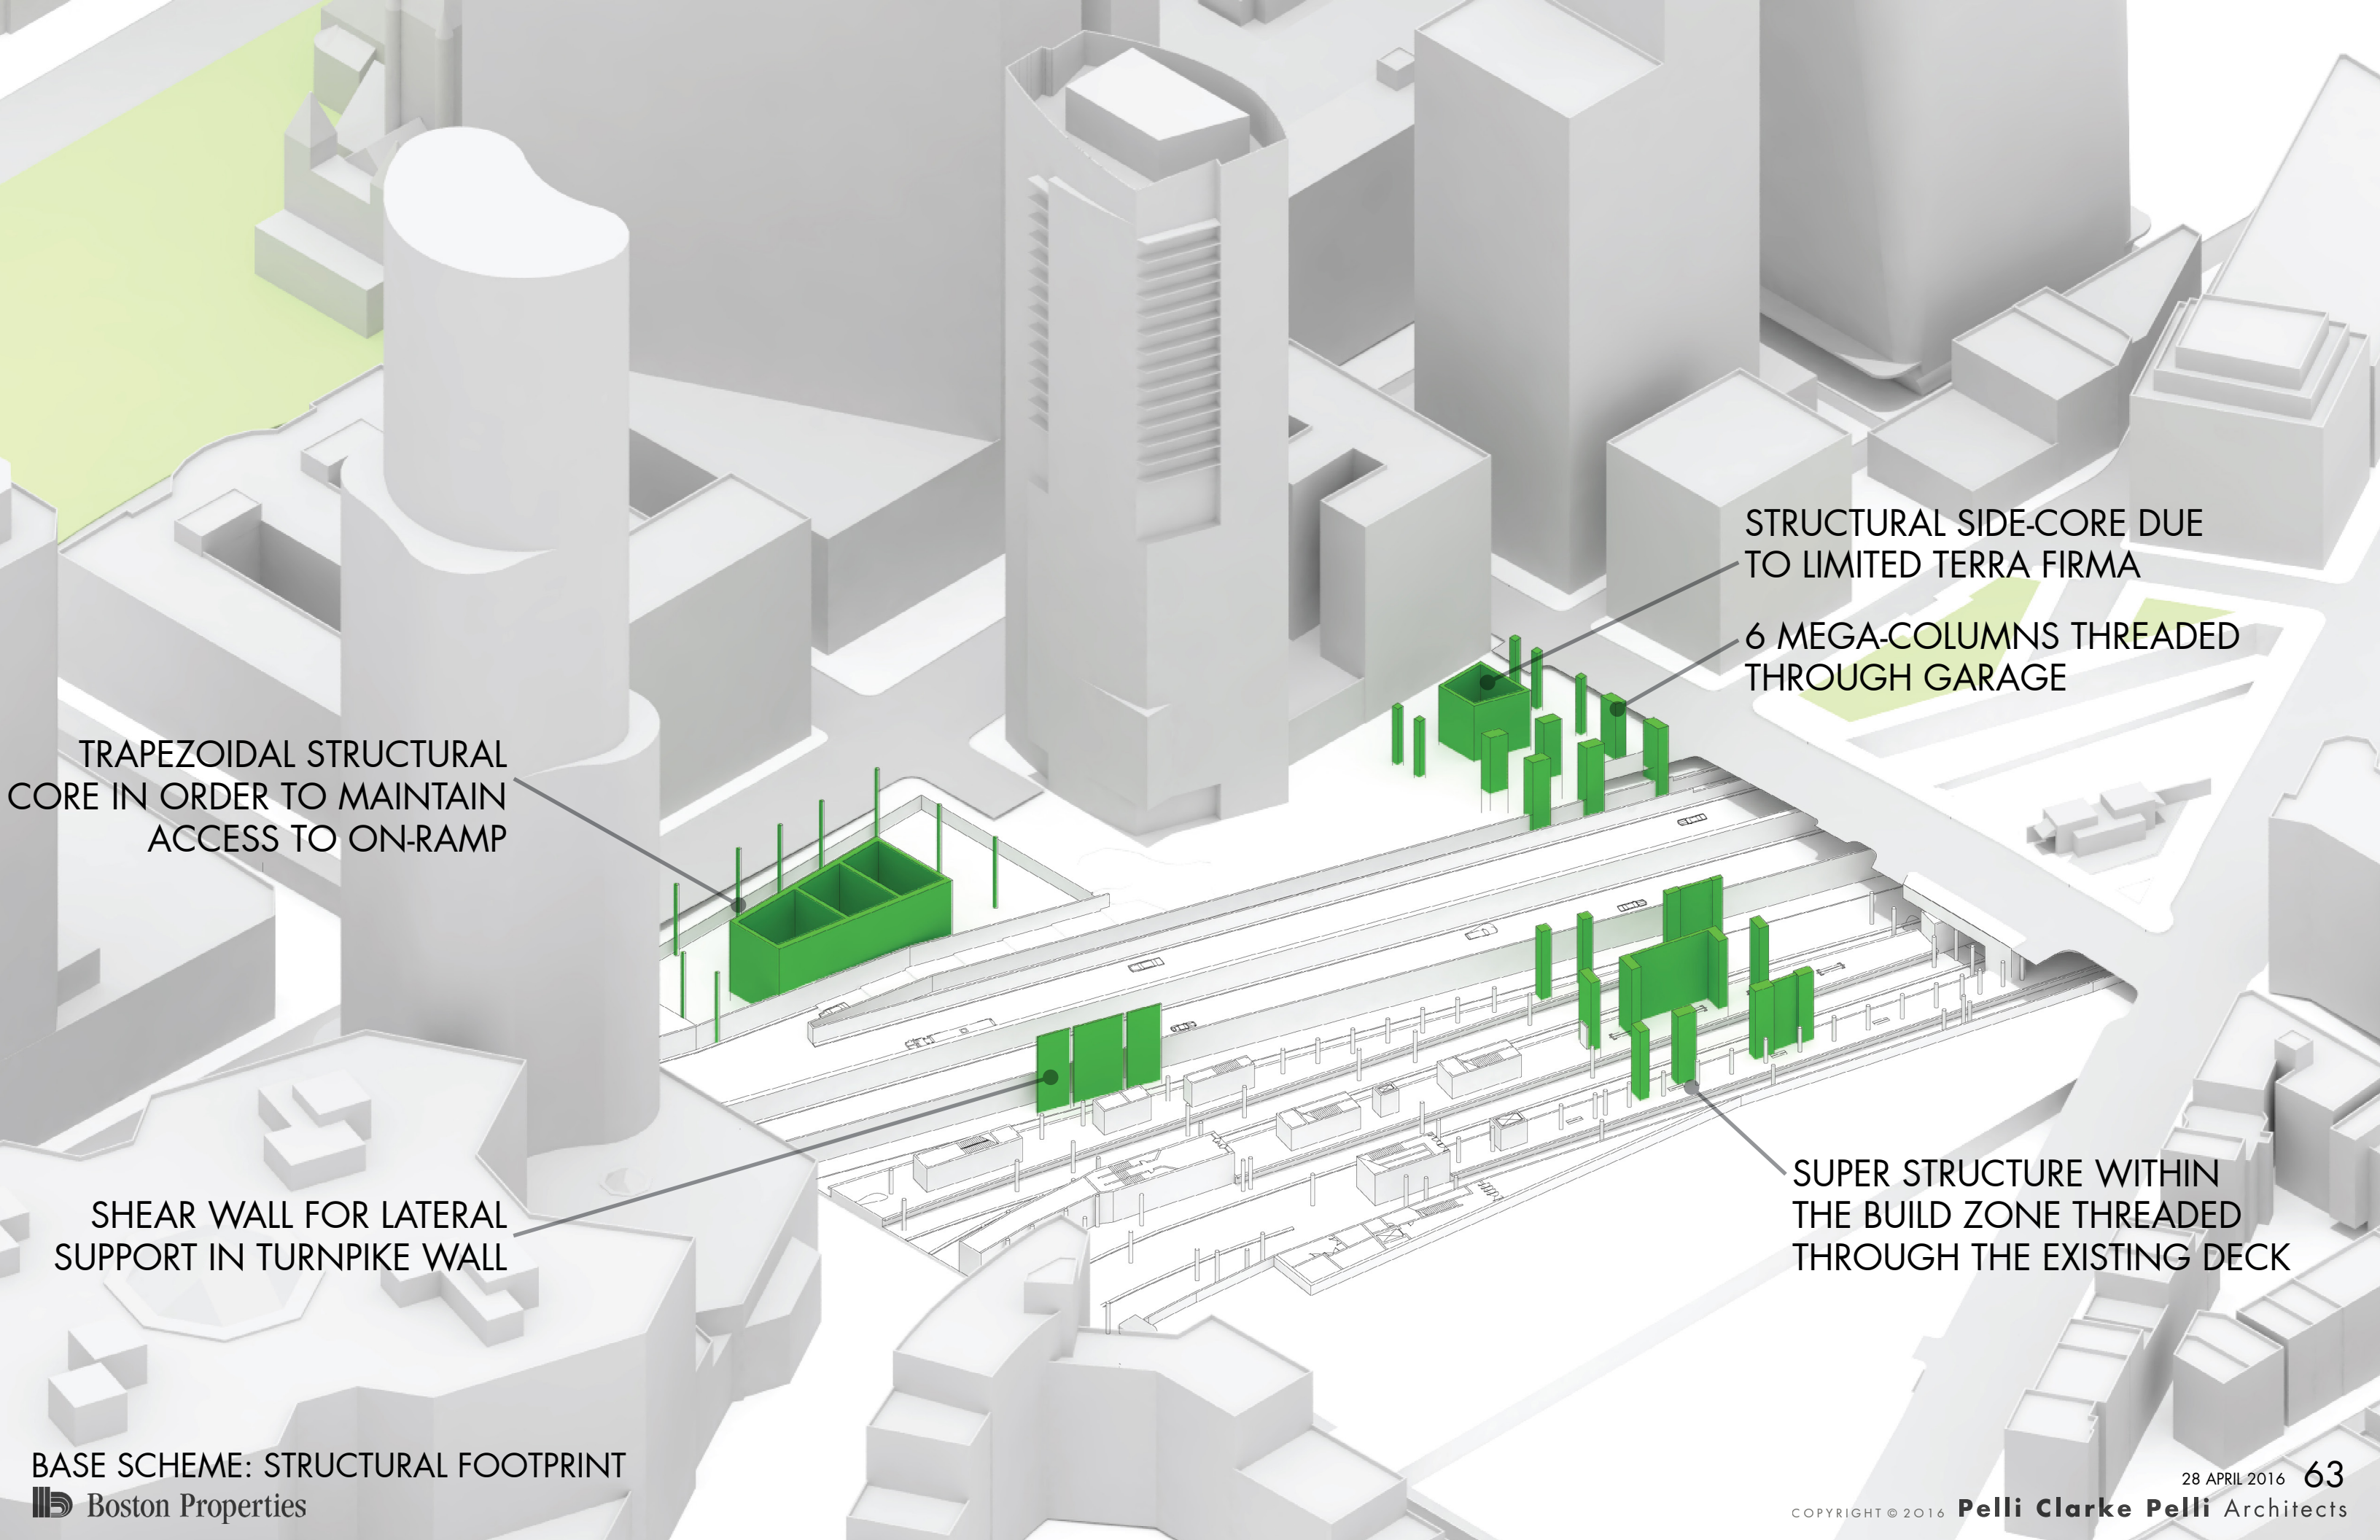 STRUCTURAL SIDE-CORE DUE
TO LIMITED TERRA FIRMA
6 MEGA-COLUMNS THREADED
THROUGH GARAGE
TRAPEZOIDAL STRUCTURAL
CORE IN ORDER TO MAINTAIN
ACCESS TO ON-RAMP
SHEAR WALL FOR LATERAL
SUPPORT IN TURNPIKE WALL
SUPER STRUCTURE WITHIN
THE BUILD ZONE THREADED
THROUGH THE EXISTING DECK
BASE SCHEME: STRUCTURAL FOOTPRINT
Boston Properties
28 APRIL 2016 63
COPYRIGHT © 2016 Pelli Clarke Pelli Architects